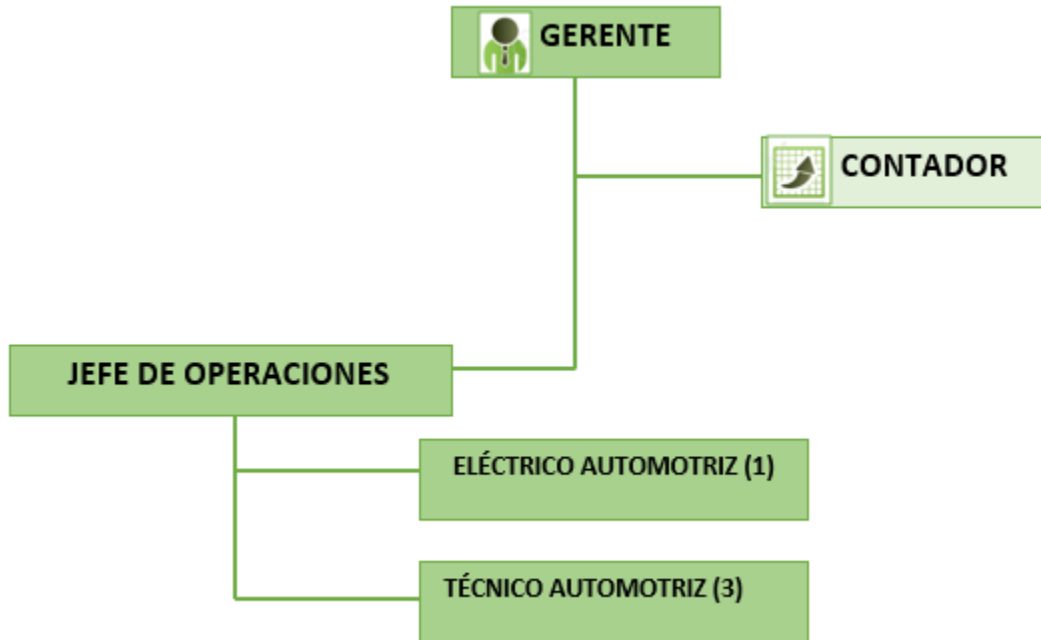 GERENTE
CONTADOR
JEFE DE OPERACIONES
ELÉCTRICO AUTOMOTRIZ (1)
TÉCNICO AUTOMOTRIZ (3)